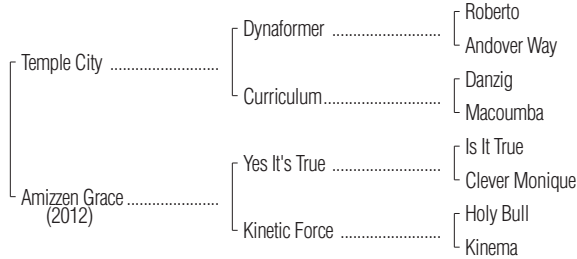 Roberto
Dynaformer ..........................
Andover Way
Temple City ..........................
Danzig
Curriculum..........................
Macoumba
Is It True
Yes It's True ..........................
Clever Monique
Amizzen Grace ......................
(2012)
Holy Bull
Kinetic Force ........................
Kinema